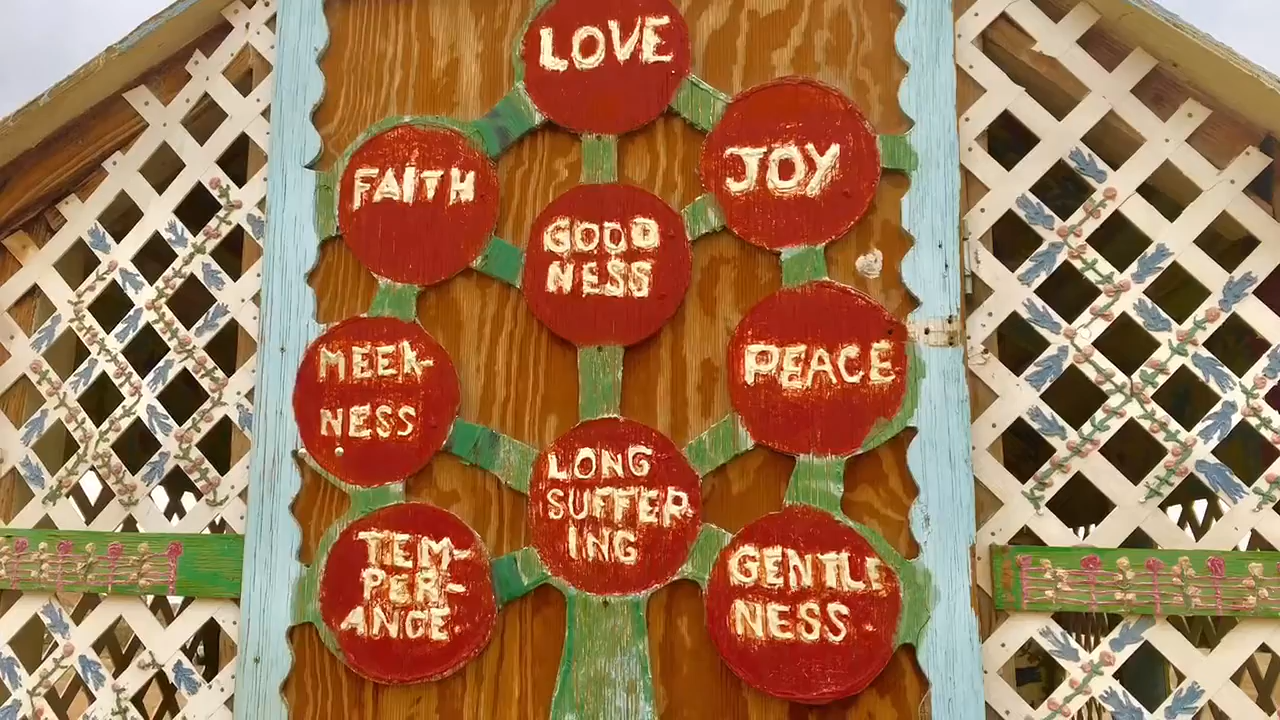 LOVE
JOY
FAITH
GOOD
NESS
PEACE
MEEK-
NESS
LONG
SUFFER-
ING
TEM-
PER-
ANCE
GENTLE
NESS